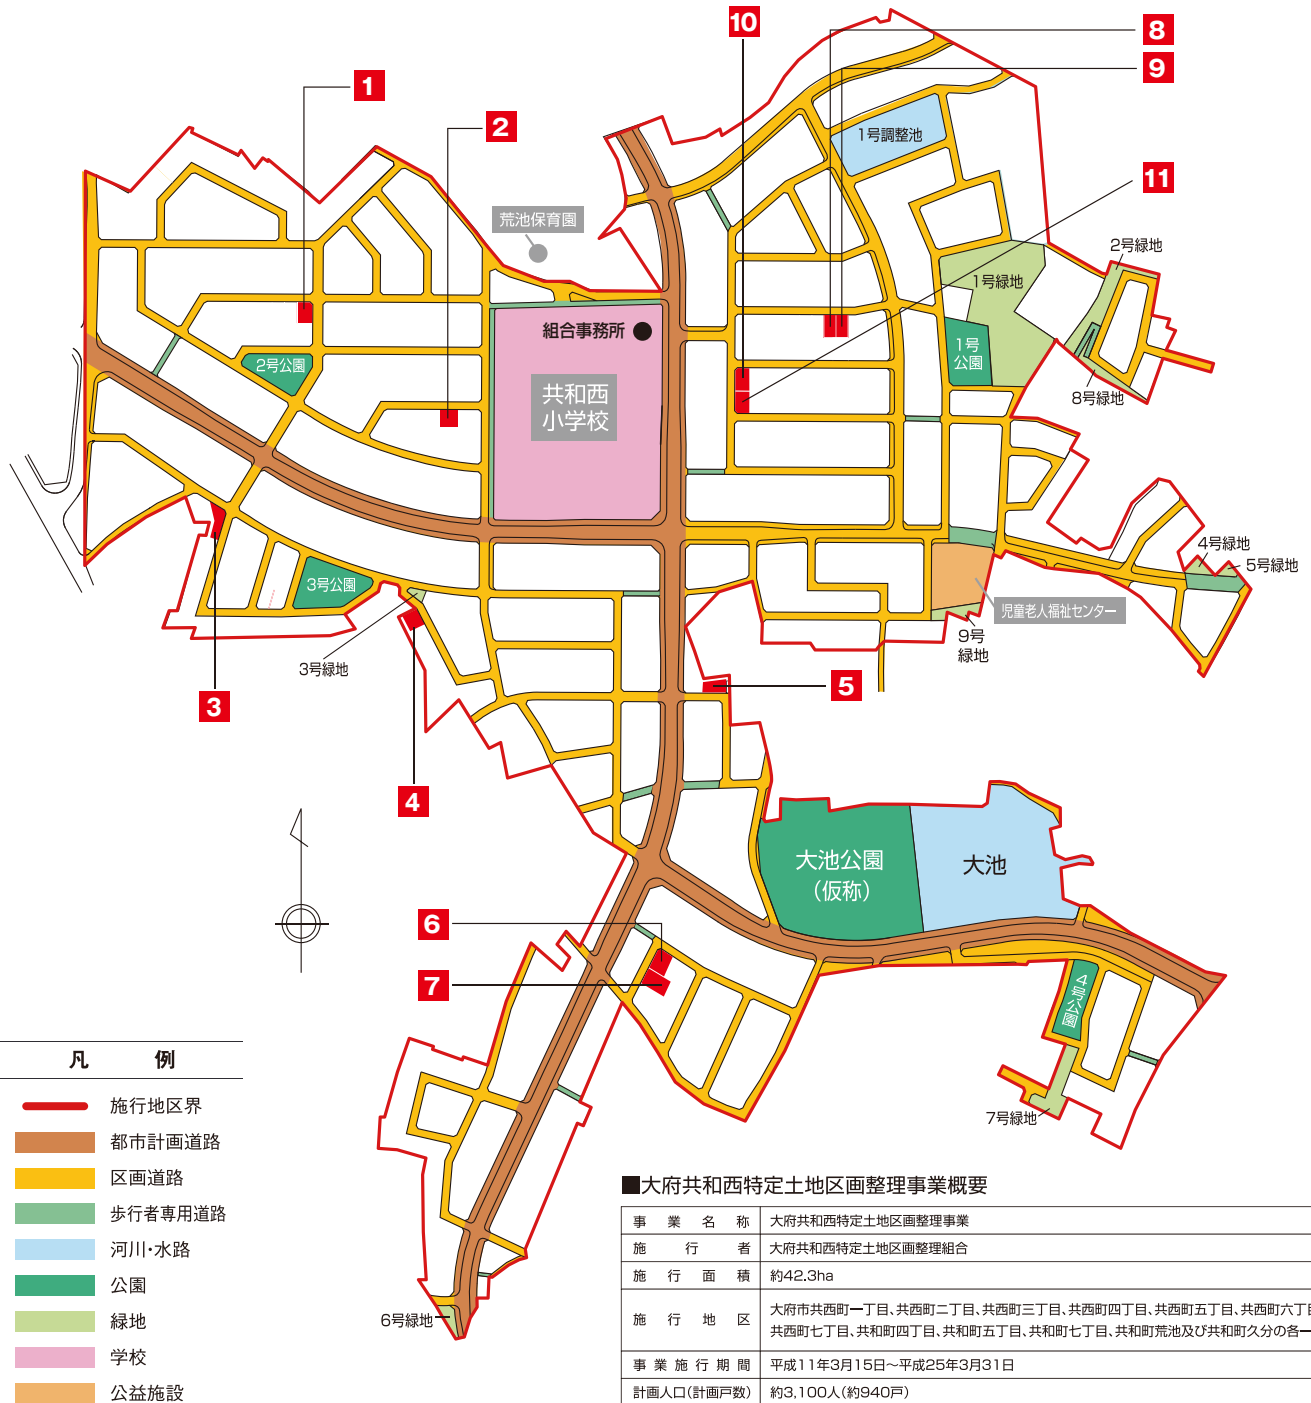 10
8
9
1
2
11
1号調整池
荒池保育園
2号緑地
1号緑地
組合事務所
1号
公園
2号公園
共和西
小学校
8号緑地
4号緑地
5号緑地
3号公園
児童老人福祉センター
9号
緑地
3号緑地
3
5
4
大池公園
(仮称)
大池
6
7
4号公園
7号緑地
6号緑地
凡 例
施行地区界
都市計画道路
区画道路
歩行者専用道路
河川・水路
公園
緑地
学校
公益施設
■大府共和西特定土地区画整理事業概要
事業名称 大府共和西特定土地区画整理事業
施行者 大府共和西特定土地区画整理組合
施行面積 約42.3ha
施行地区 大府市共西町一丁目、共西町二丁目、共西町三丁目、共西町四丁目、共西町五丁目、共西町六丁目
共西町七丁目、共和町四丁目、共和町五丁目、共和町七丁目、共和町荒池及び共和町久分の各一
事業施行期間 平成11年3月15日〜平成25年3月31日
計画人口(計画戸数) 約3,100人(約940戸)